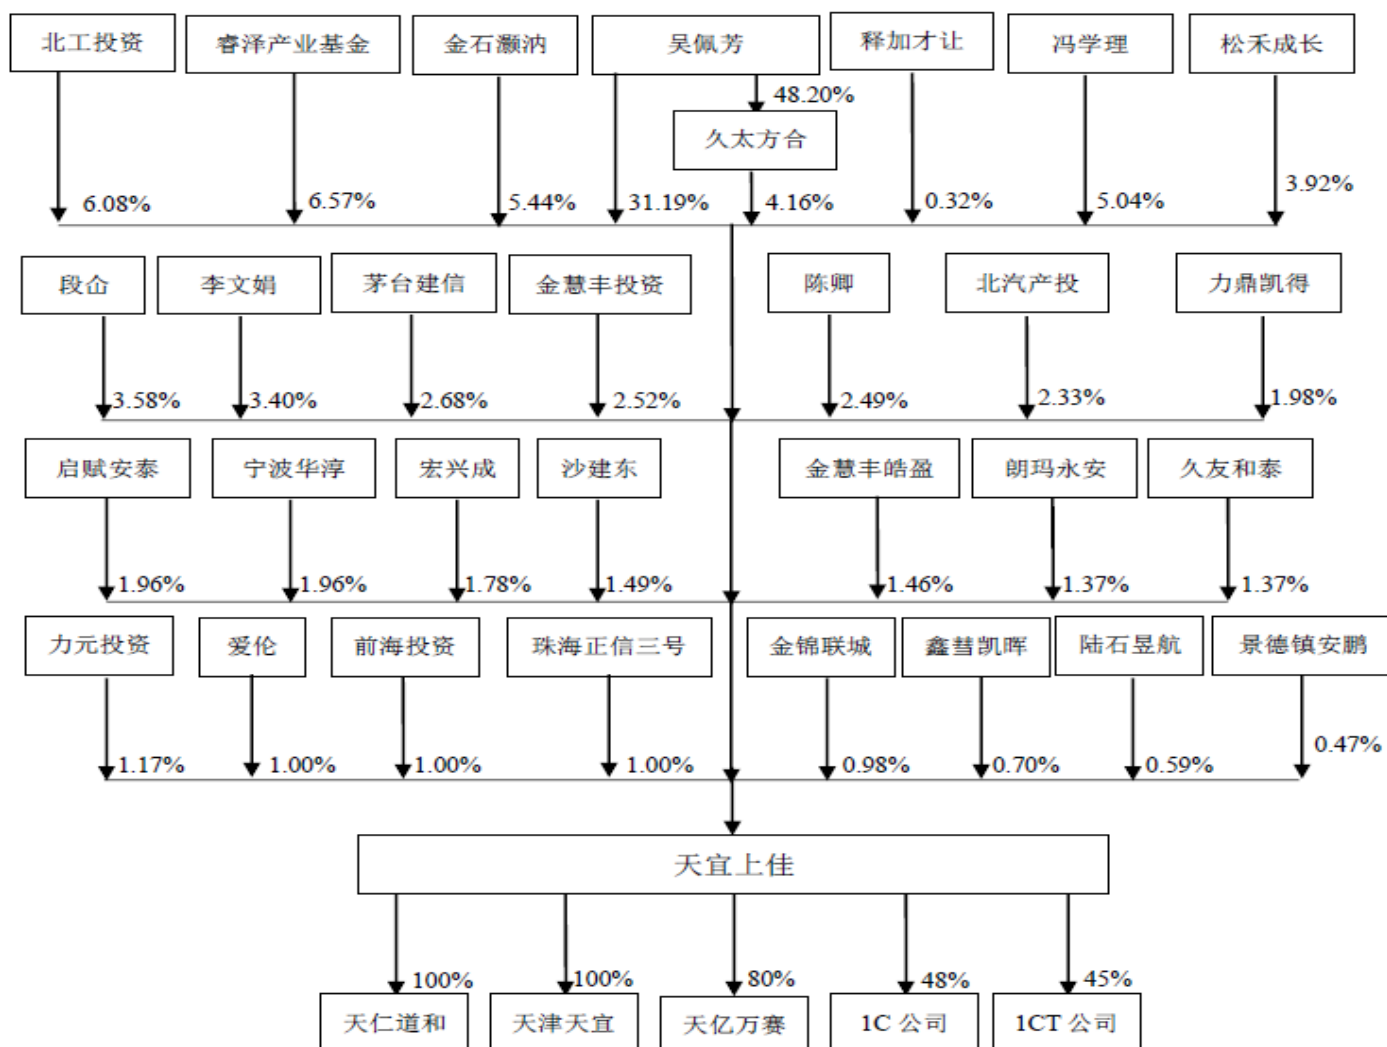 北工投资
睿泽产业基金
金石灏汭
吴佩芳
释加才让
冯学理
松禾成长
48.20%
久太方合
6.08%
6.57%
5.44%
31.19%
4.16%
0.32%
5.04%
3.92%
段仚
李文娟
茅台建信
金慧丰投资
陈卿
北汽产投
力鼎凯得
3.58%
3.40%
2.68%
2.52%
2.49%
2.33%
1.98%
启赋安泰
宁波华淳
宏兴成
沙建东
金慧丰皓盈
朗玛永安
久友和泰
1.96%
1.96%
1.78%
1.49%
1.46%
1.37%
1.37%
力元投资
爱伦
前海投资
珠海正信三号
金锦联城
鑫彗凯晖
陆石昱航
景德镇安鹏
1.17%
1.00%
1.00%
1.00%
0.98%
0.70%
0.59%
0.47%
天宜上佳
100%
100%
80%
48%
45%
天仁道和
天津天宜
天亿万赛
1C 公司
1CT 公司